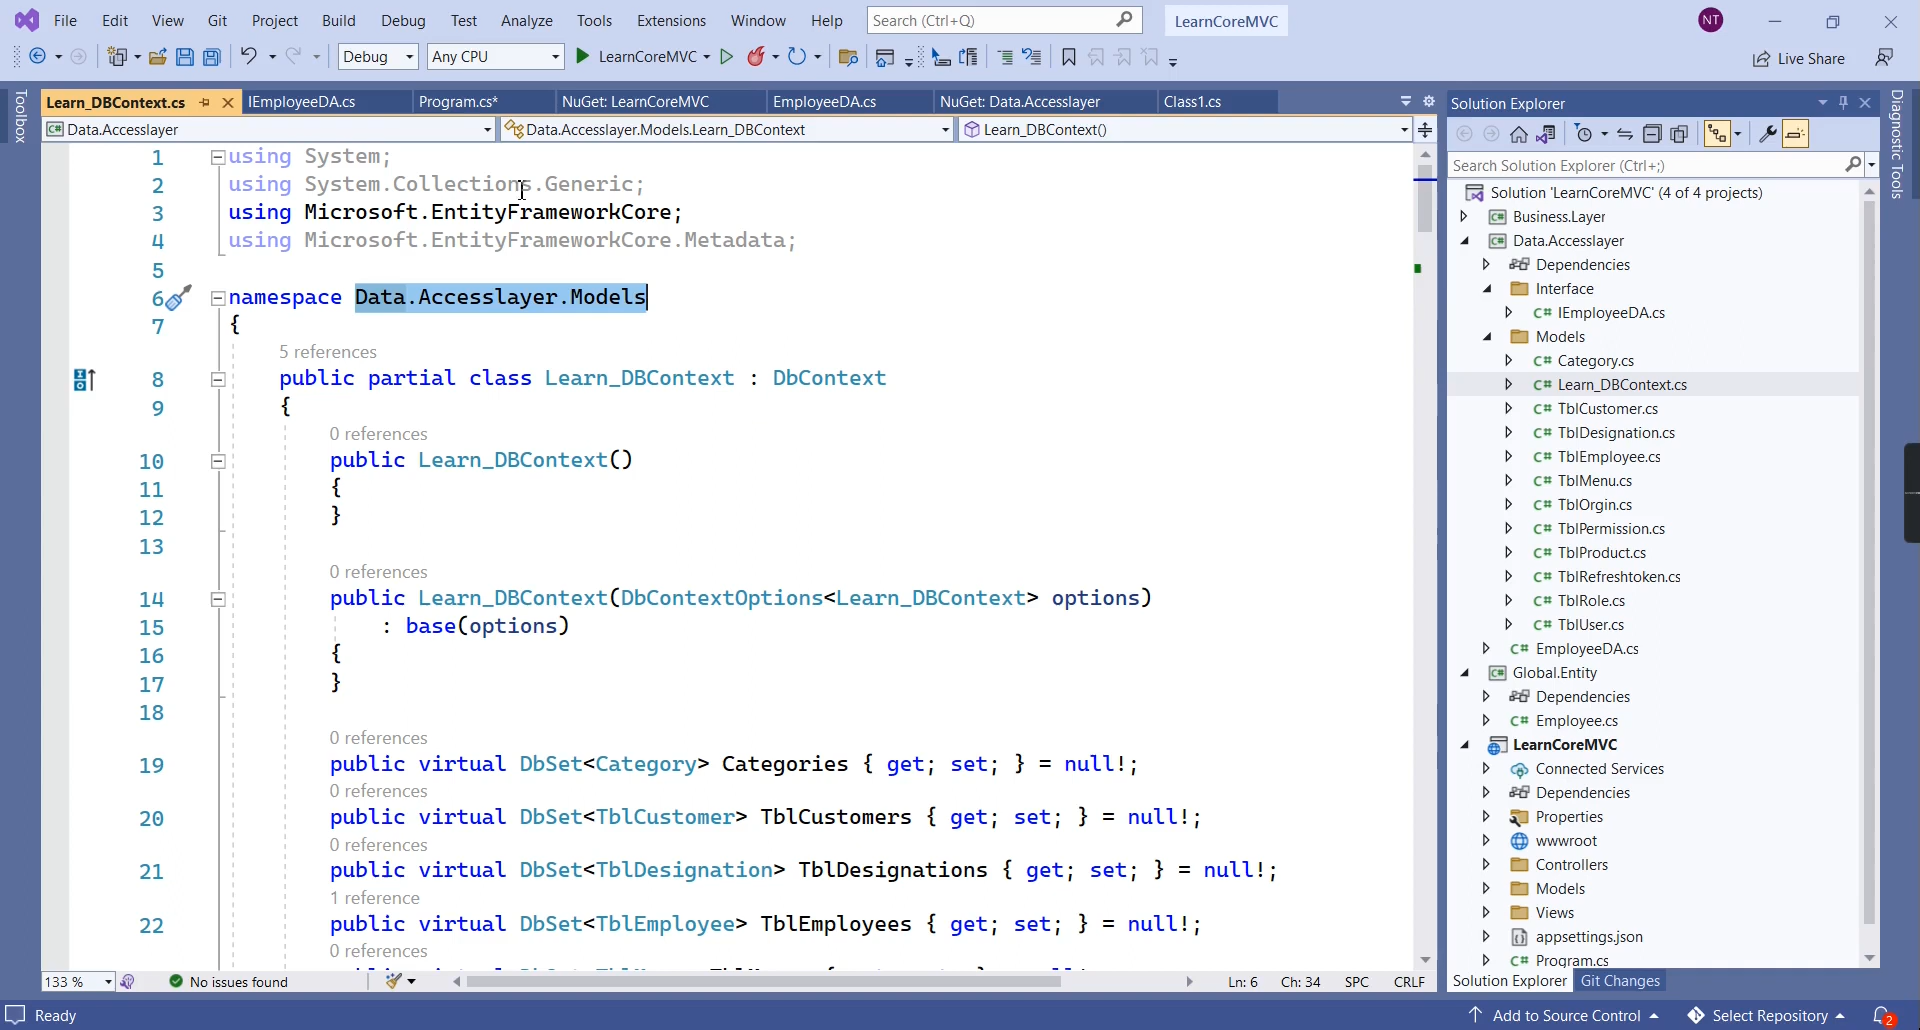 File Edit View Git Project Build Debug Test Analyze Tools Extensions Window Help Search (Ctrl+Q) LearnCoreMVC NT
Debug Any CPU LearnCoreMVC Live Share
Toolbox
Learn_DBContext.cs IEmployeeDA.cs Program.cs* NuGet: LearnCoreMVC EmployeeDA.cs NuGet: Data.Accesslayer Class1.cs
Data.Accesslayer Data.Accesslayer.Models.Learn_DBContext Learn_DBContext()
1 using System;
2 using System.Collections.Generic;
3 using Microsoft.EntityFrameworkCore;
4 using Microsoft.EntityFrameworkCore.Metadata;
5
6 namespace Data.Accesslayer.Models
7 {
5 references
8 public partial class Learn_DBContext : DbContext
9 {
0 references
10 public Learn_DBContext()
11 {
12 }
13
0 references
14 public Learn_DBContext(DbContextOptions<Learn_DBContext> options)
15 : base(options)
16 {
17 }
18
0 references
19 public virtual DbSet<Category> Categories { get; set; } = null!;
0 references
20 public virtual DbSet<TblCustomer> TblCustomers { get; set; } = null!;
0 references
21 public virtual DbSet<TblDesignation> TblDesignations { get; set; } = null!;
1 reference
22 public virtual DbSet<TblEmployee> TblEmployees { get; set; } = null!;
0 references
133 % No issues found Ln: 6 Ch: 34 SPC CRLF
Solution Explorer
Search Solution Explorer (Ctrl+;)
Solution 'LearnCoreMVC' (4 of 4 projects)
Business.Layer
Data.Accesslayer
Dependencies
Interface
C# IEmployeeDA.cs
Models
C# Category.cs
C# Learn_DBContext.cs
C# TblCustomer.cs
C# TblDesignation.cs
C# TblEmployee.cs
C# TblMenu.cs
C# TblOrgin.cs
C# TblPermission.cs
C# TblProduct.cs
C# TblRefreshtoken.cs
C# TblRole.cs
C# TblUser.cs
C# EmployeeDA.cs
Global.Entity
Dependencies
C# Employee.cs
LearnCoreMVC
Connected Services
Dependencies
Properties
wwwroot
Controllers
Models
Views
appsettings.json
C# Program.cs
Solution Explorer Git Changes
Diagnostic Tools
Ready Add to Source Control Select Repository 2